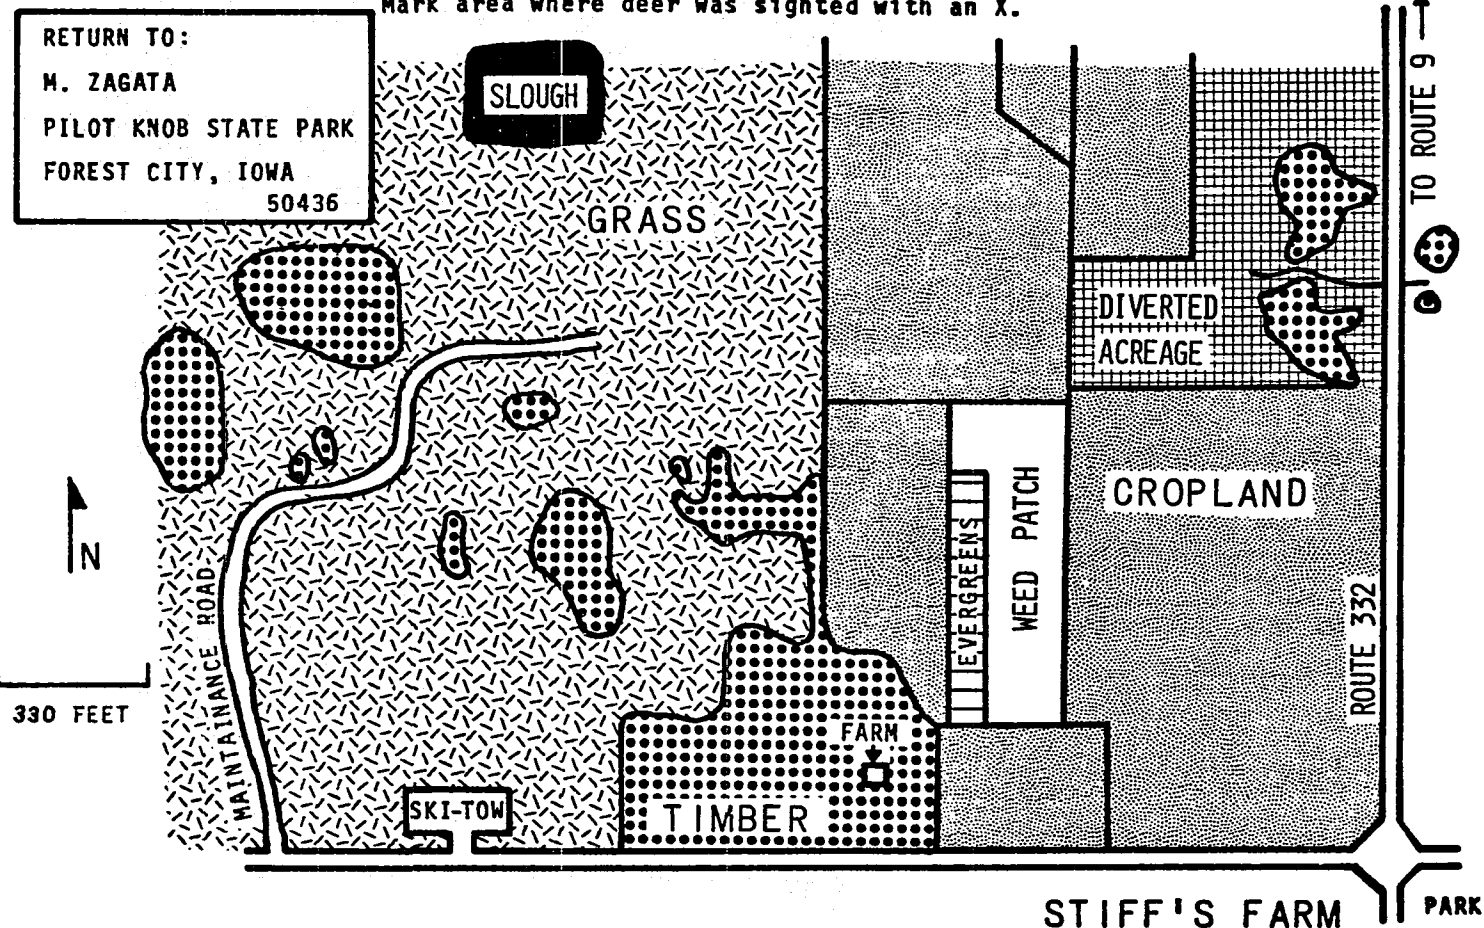 Mark area where deer was sighted with an X.
RETURN TO:
M. ZAGATA
PILOT KNOB STATE PARK
FOREST CITY, IOWA
50436
SLOUGH
GRASS
TO ROUTE 9
DIVERTED
ACREAGE
CROPLAND
EVERGREENS
WEED PATCH
N
MAINTAINANCE ROAD
ROUTE 332
330 FEET
FARM
SKI-TOW
TIMBER
STIFF'S FARM
PARK